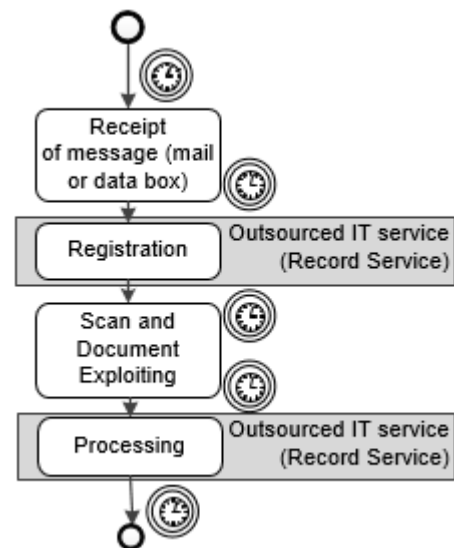 Receipt
of message (mail
or data box)
Registration
Outsourced IT service
(Record Service)
Scan and
Document
Exploiting
Processing
Outsourced IT service
(Record Service)